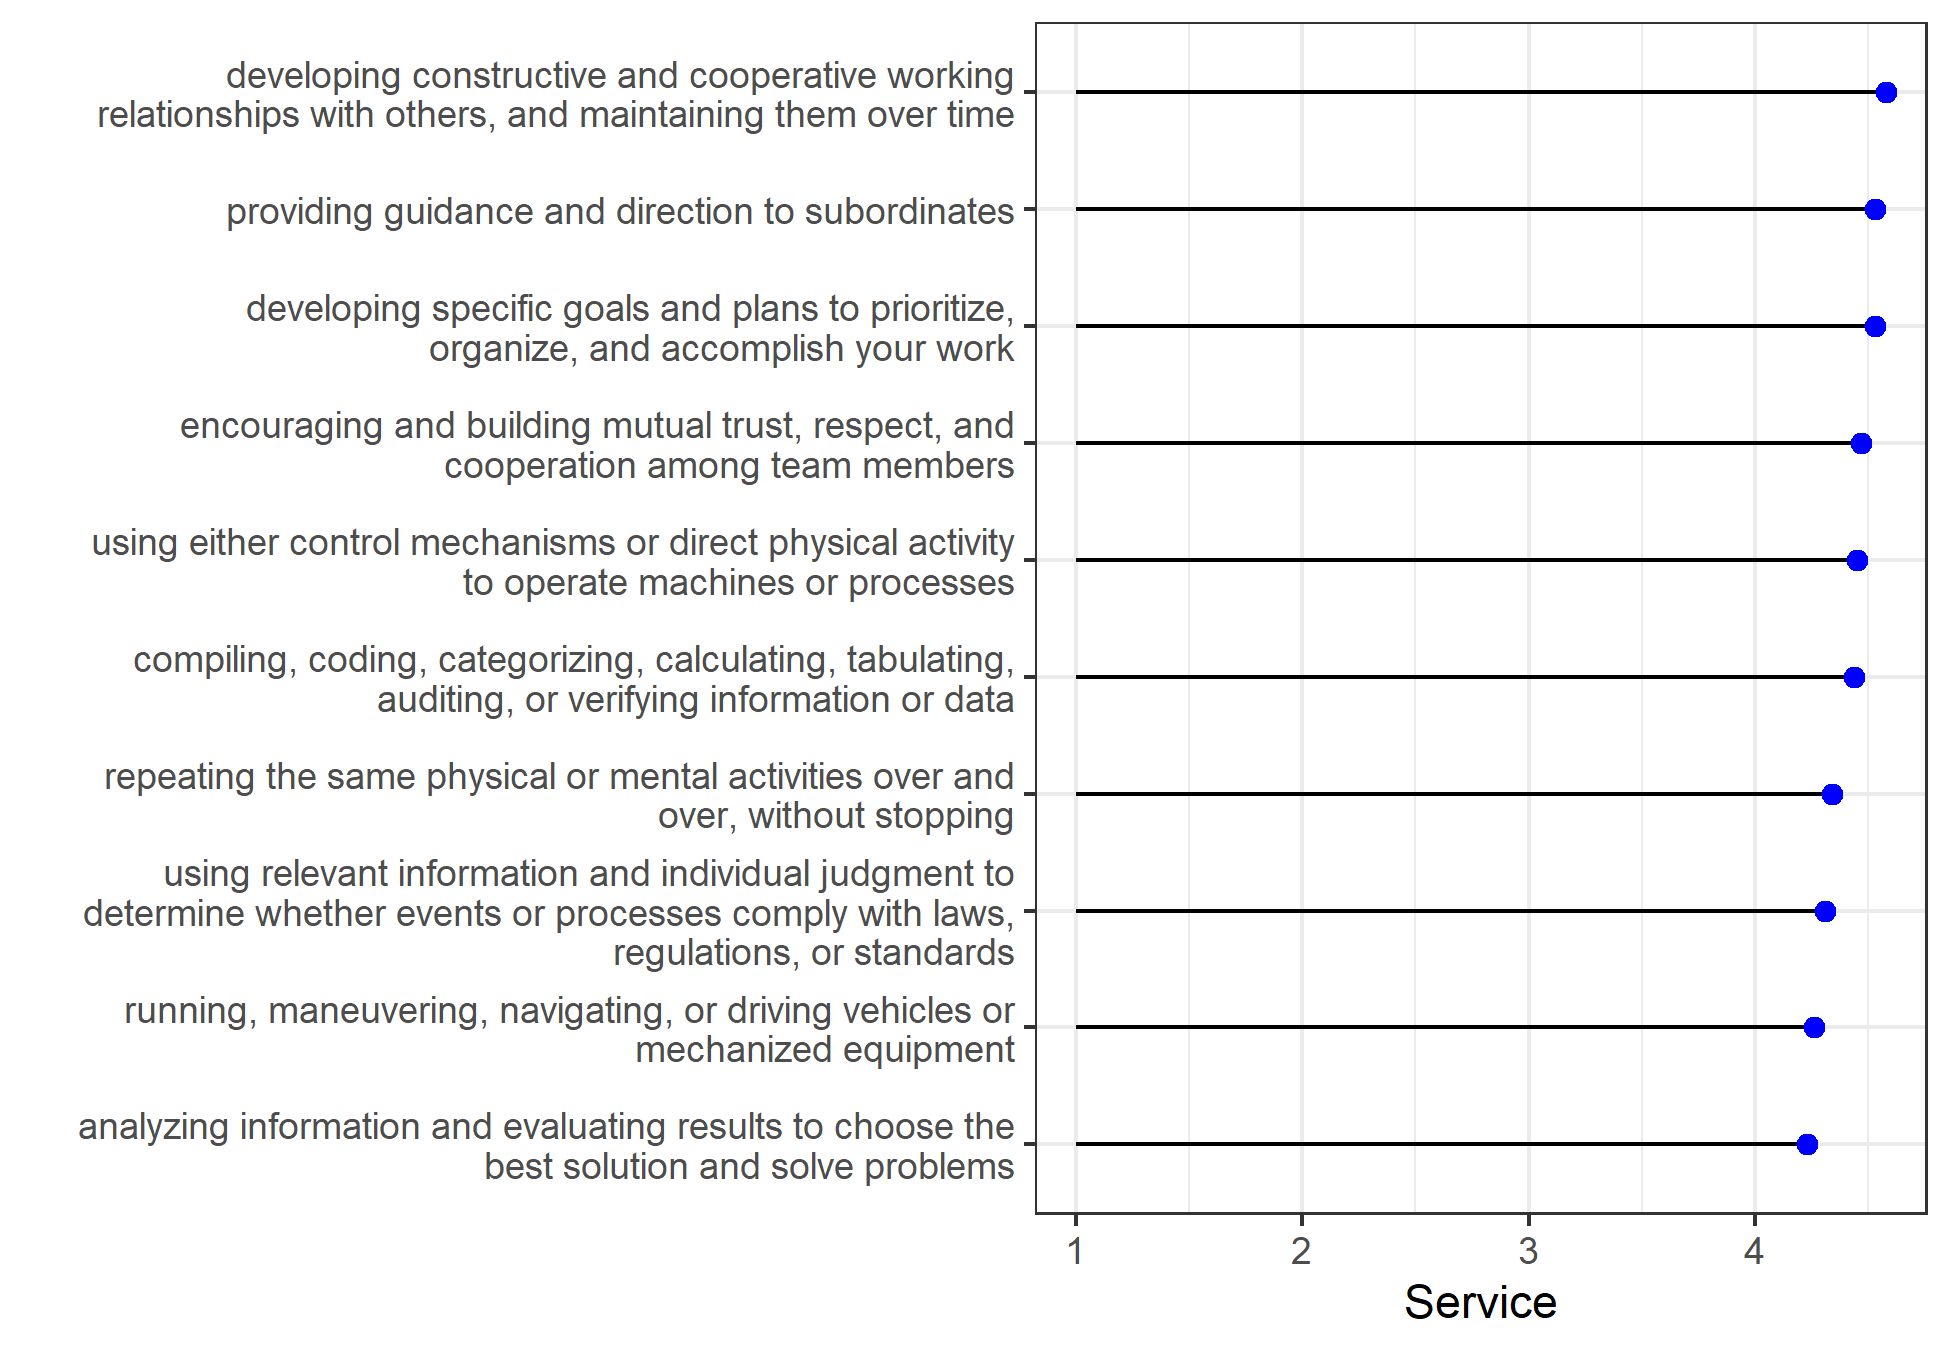 developing constructive and cooperative working
relationships with others, and maintaining them over time
providing guidance and direction to subordinates
developing specific goals and plans to prioritize,
organize, and accomplish your work
encouraging and building mutual trust, respect, and
cooperation among team members
using either control mechanisms or direct physical activity
to operate machines or processes
compiling, coding, categorizing, calculating, tabulating,
auditing, or verifying information or data
repeating the same physical or mental activities over and
over, without stopping
using relevant information and individual judgment to
determine whether events or processes comply with laws,
regulations, or standards
running, maneuvering, navigating, or driving vehicles or
mechanized equipment
analyzing information and evaluating results to choose the
best solution and solve problems
1 2 3 4
Service